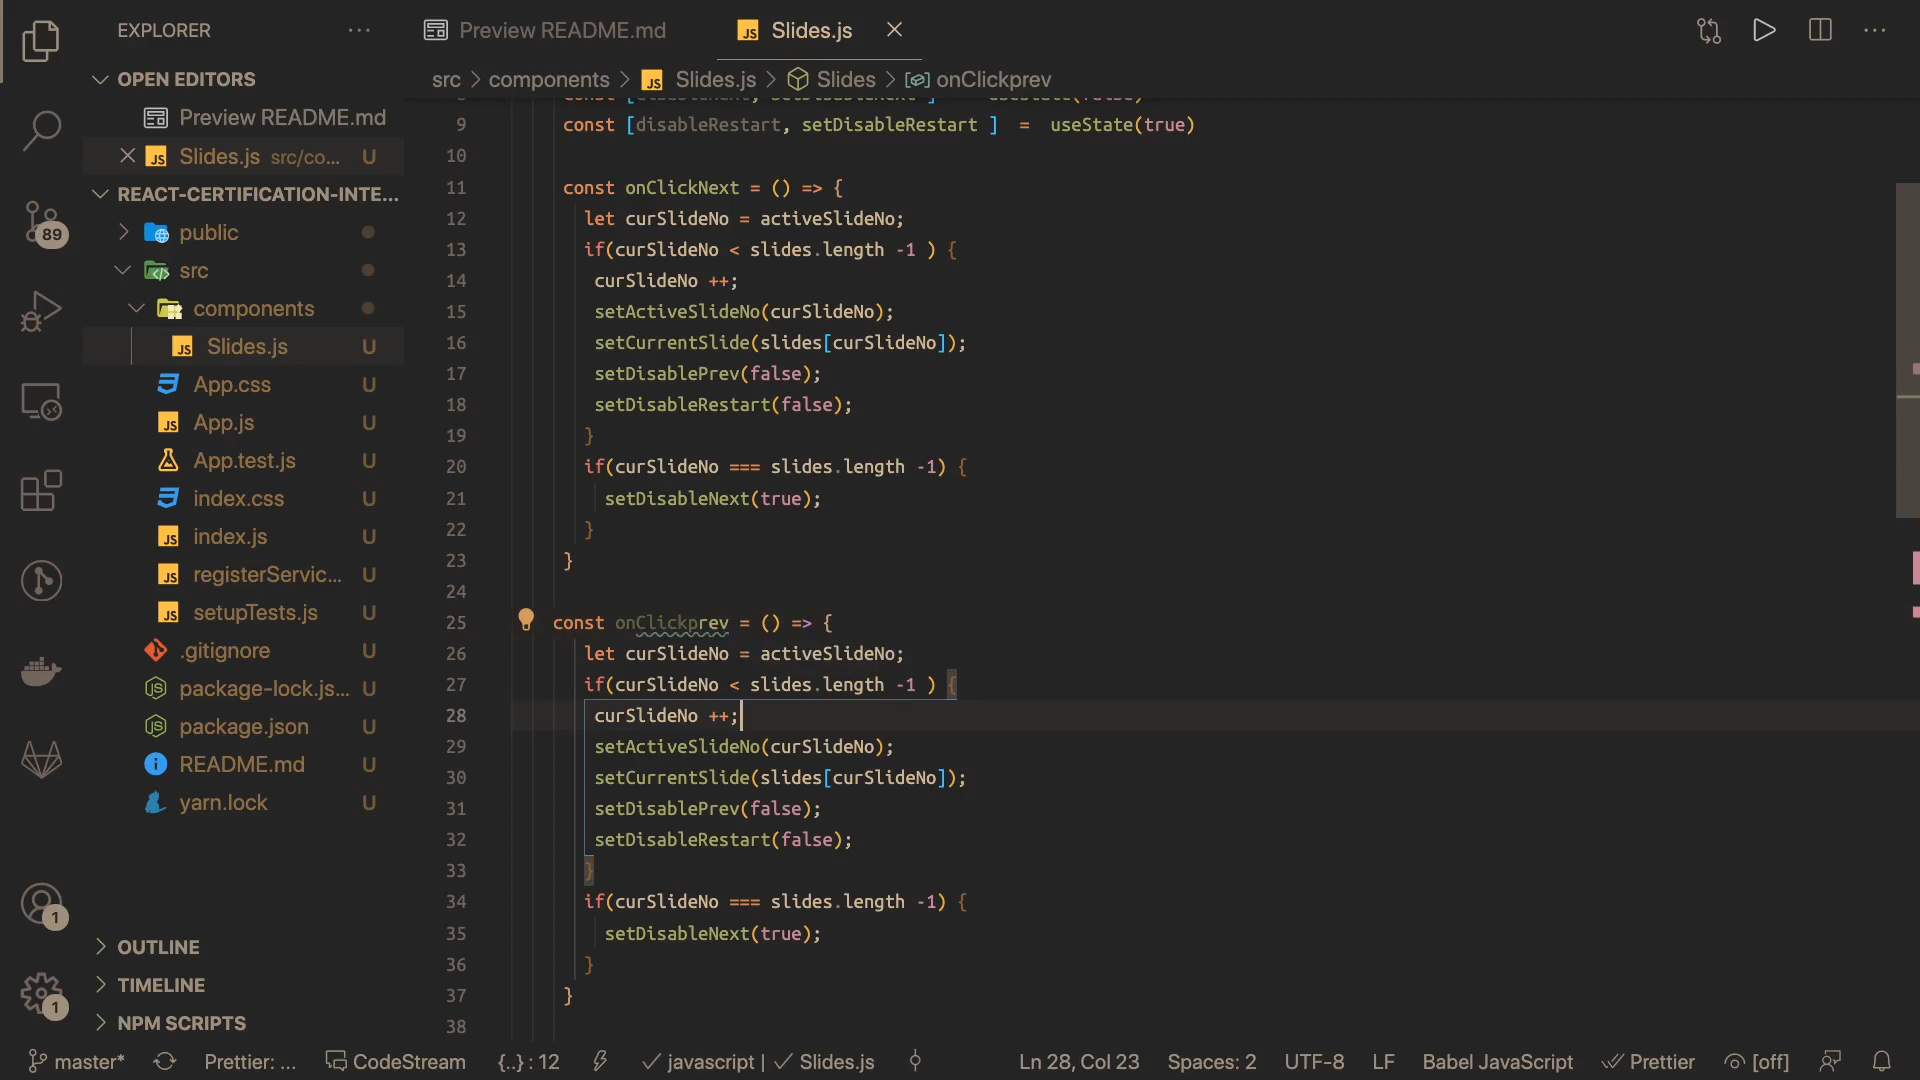 EXPLORER
Preview README.md
JS Slides.js
OPEN EDITORS
Preview README.md
JS Slides.js src/co... U
REACT-CERTIFICATION-INTE...
public
src
components
JS Slides.js U
App.css U
JS App.js U
App.test.js U
index.css U
JS index.js U
JS registerServic... U
JS setupTests.js U
.gitignore U
package-lock.js... U
package.json U
README.md U
yarn.lock U
OUTLINE
TIMELINE
NPM SCRIPTS
89
1
1
src > components > JS Slides.js > Slides > onClickprev
9 const [disableRestart, setDisableRestart ] = useState(true)
10
11 const onClickNext = () => {
12 let curSlideNo = activeSlideNo;
13 if(curSlideNo < slides.length -1 ) {
14 curSlideNo ++;
15 setActiveSlideNo(curSlideNo);
16 setCurrentSlide(slides[curSlideNo]);
17 setDisablePrev(false);
18 setDisableRestart(false);
19 }
20 if(curSlideNo === slides.length -1) {
21 setDisableNext(true);
22 }
23 }
24
25 const onClickprev = () => {
26 let curSlideNo = activeSlideNo;
27 if(curSlideNo < slides.length -1 ) {
28 curSlideNo ++;
29 setActiveSlideNo(curSlideNo);
30 setCurrentSlide(slides[curSlideNo]);
31 setDisablePrev(false);
32 setDisableRestart(false);
33 }
34 if(curSlideNo === slides.length -1) {
35 setDisableNext(true);
36 }
37 }
38
master* Prettier: ... CodeStream {..} : 12 javascript | Slides.js Ln 28, Col 23 Spaces: 2 UTF-8 LF Babel JavaScript Prettier [off]